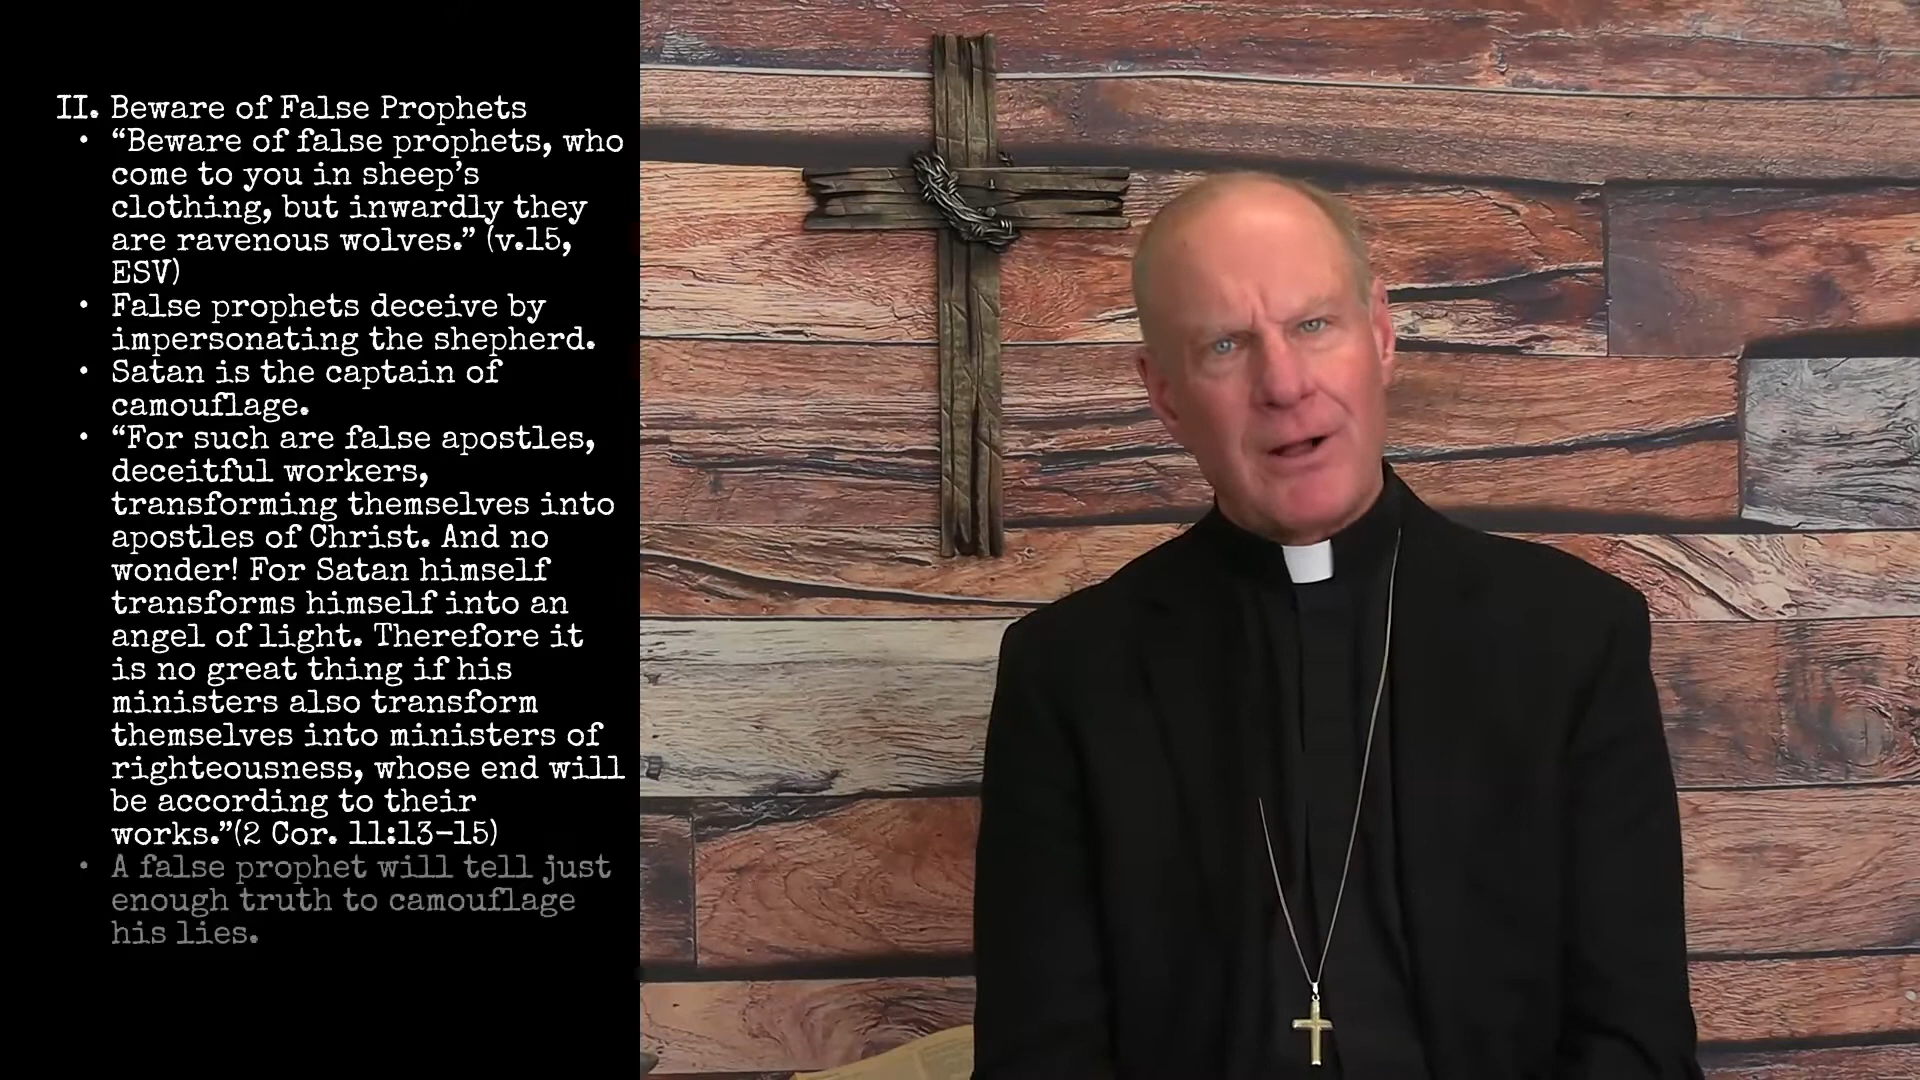 II. Beware of False Prophets
• “Beware of false prophets, who
come to you in sheep’s
clothing, but inwardly they
are ravenous wolves.” (v.15,
ESV)
• False prophets deceive by
impersonating the shepherd.
• Satan is the captain of
camouflage.
• “For such are false apostles,
deceitful workers,
transforming themselves into
apostles of Christ. And no
wonder! For Satan himself
transforms himself into an
angel of light. Therefore it
is no great thing if his
ministers also transform
themselves into ministers of
righteousness, whose end will
be according to their
works.”(2 Cor. 11:13-15)
• A false prophet will tell just
enough truth to camouflage
his lies.